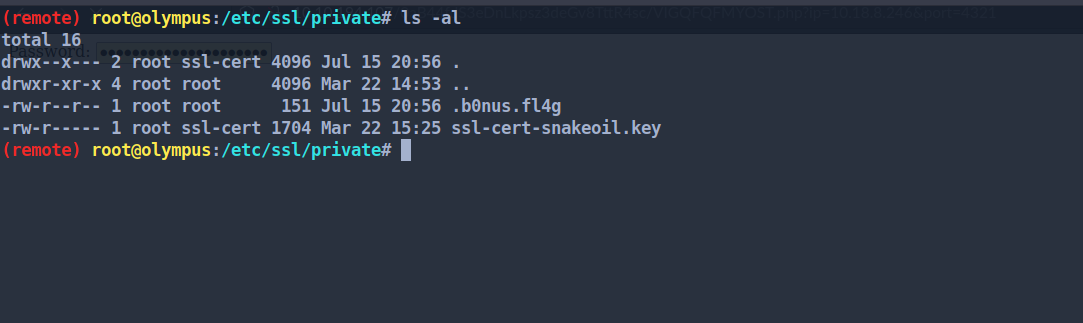 (remote) root@olympus:/etc/ssl/private# ls -al
total 16
Password:
drwx--x--- 2 root ssl-cert 4096 Jul 15 20:56 .
drwxr-xr-x 4 root root     4096 Mar 22 14:53 ..
-rw-r--r-- 1 root root      151 Jul 15 20:56 .b0nus.fl4g
-rw-r----- 1 root ssl-cert 1704 Mar 22 15:25 ssl-cert-snakeoil.key
(remote) root@olympus:/etc/ssl/private#